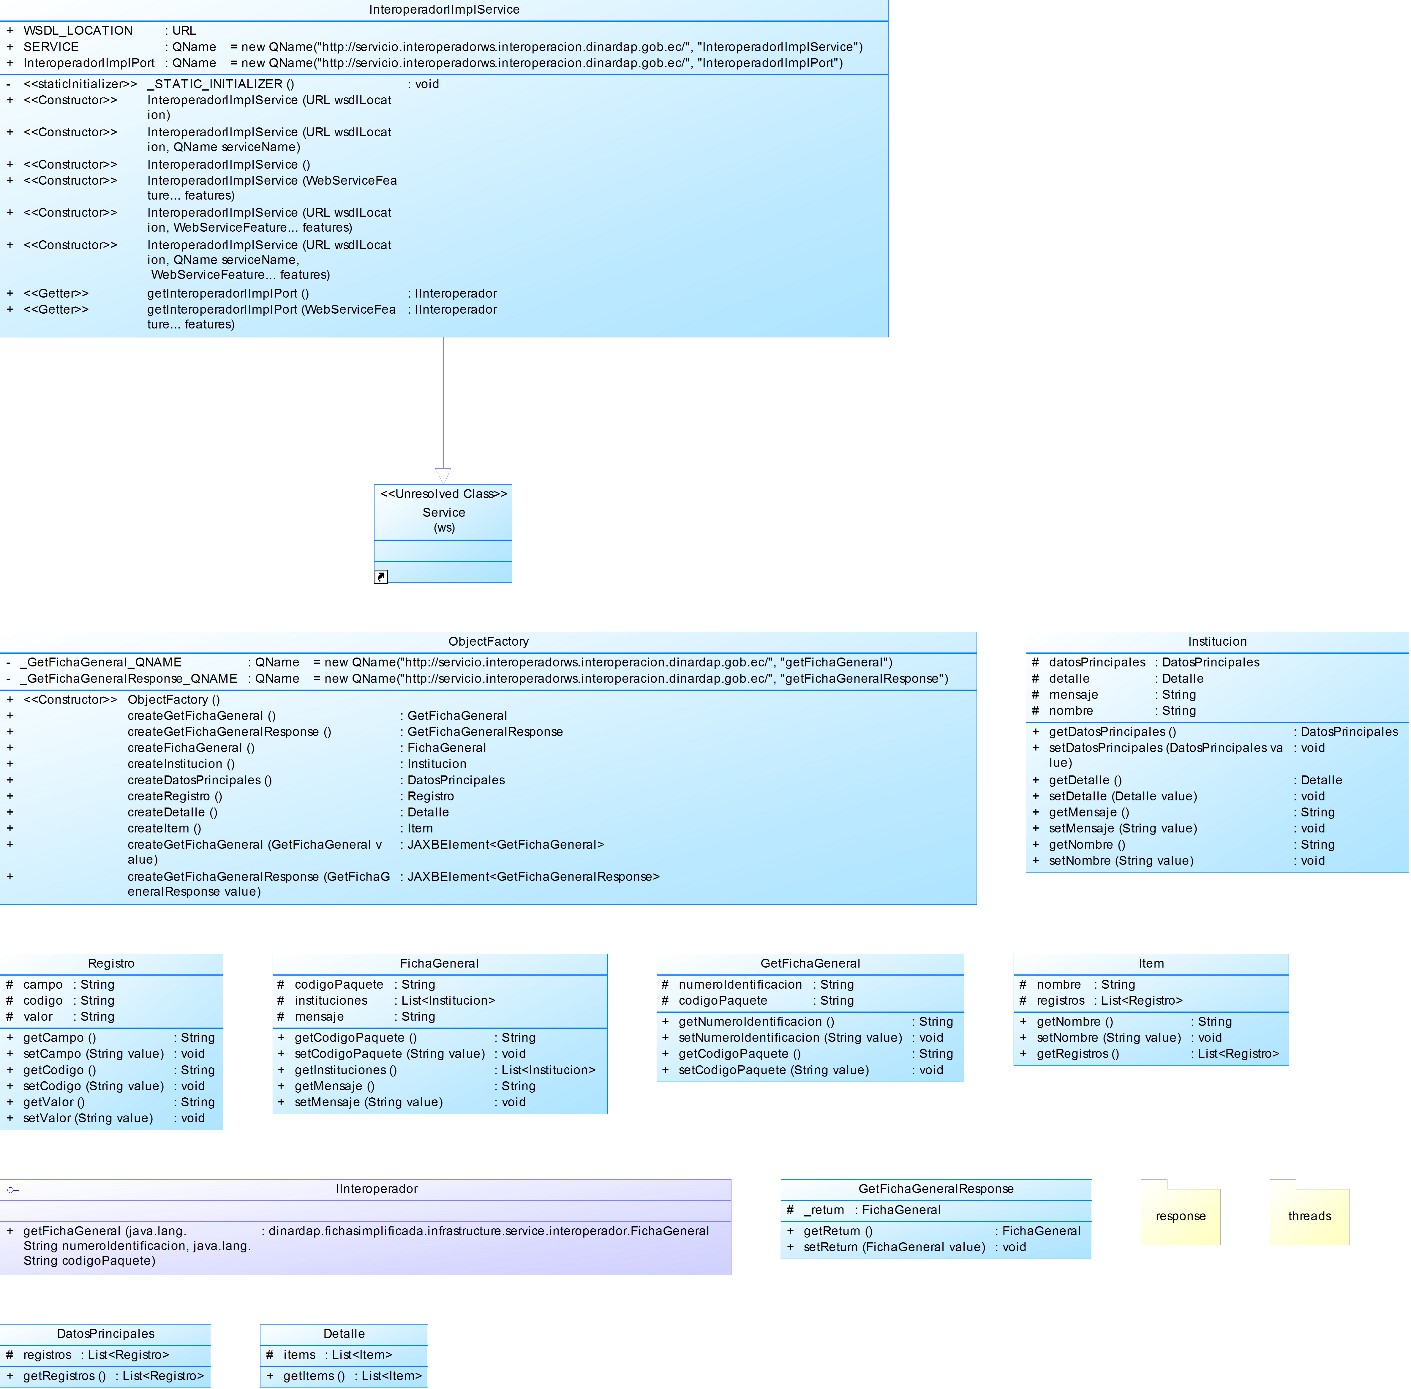 InteroperadorImplService
+ WSDL_LOCATION : URL
+ SERVICE : QName = new QName("http://servicio.interoperadorws.interoperacion.dinardap.gob.ec/", "InteroperadorImplService")
+ InteroperadorImplPort : QName = new QName("http://servicio.interoperadorws.interoperacion.dinardap.gob.ec/", "InteroperadorImplPort")
- <<staticInitializer>> _STATIC_INITIALIZER () : void
+ <<Constructor>> InteroperadorImplService (URL wsdlLocat
ion)
+ <<Constructor>> InteroperadorImplService (URL wsdlLocat
ion, QName serviceName)
+ <<Constructor>> InteroperadorImplService ()
+ <<Constructor>> InteroperadorImplService (WebServiceFea
ture... features)
+ <<Constructor>> InteroperadorImplService (URL wsdlLocat
ion, WebServiceFeature... features)
+ <<Constructor>> InteroperadorImplService (URL wsdlLocat
ion, QName serviceName,
WebServiceFeature... features)
+ <<Getter>> getInteroperadorImplPort () : IInteroperador
+ <<Getter>> getInteroperadorImplPort (WebServiceFea : IInteroperador
ture... features)
<<Unresolved Class>>
Service
(ws)
ObjectFactory
- _GetFichaGeneral_QNAME : QName = new QName("http://servicio.interoperadorws.interoperacion.dinardap.gob.ec/", "getFichaGeneral")
- _GetFichaGeneralResponse_QNAME : QName = new QName("http://servicio.interoperadorws.interoperacion.dinardap.gob.ec/", "getFichaGeneralResponse")
+ <<Constructor>> ObjectFactory ()
+ createGetFichaGeneral () : GetFichaGeneral
+ createGetFichaGeneralResponse () : GetFichaGeneralResponse
+ createFichaGeneral () : FichaGeneral
+ createInstitucion () : Institucion
+ createDatosPrincipales () : DatosPrincipales
+ createRegistro () : Registro
+ createDetalle () : Detalle
+ createItem () : Item
+ createGetFichaGeneral (GetFichaGeneral v : JAXBElement<GetFichaGeneral>
alue)
+ createGetFichaGeneralResponse (GetFichaG : JAXBElement<GetFichaGeneralResponse>
eneralResponse value)
Institucion
# datosPrincipales : DatosPrincipales
# detalle : Detalle
# mensaje : String
# nombre : String
+ getDatosPrincipales () : DatosPrincipales
+ setDatosPrincipales (DatosPrincipales va : void
lue)
+ getDetalle () : Detalle
+ setDetalle (Detalle value) : void
+ getMensaje () : String
+ setMensaje (String value) : void
+ getNombre () : String
+ setNombre (String value) : void
Registro
# campo : String
# codigo : String
# valor : String
+ getCampo () : String
+ setCampo (String value) : void
+ getCodigo () : String
+ setCodigo (String value) : void
+ getValor () : String
+ setValor (String value) : void
FichaGeneral
# codigoPaquete : String
# instituciones : List<Institucion>
# mensaje : String
+ getCodigoPaquete () : String
+ setCodigoPaquete (String value) : void
+ getInstituciones () : List<Institucion>
+ getMensaje () : String
+ setMensaje (String value) : void
GetFichaGeneral
# numeroIdentificacion : String
# codigoPaquete : String
+ getNumeroIdentificacion () : String
+ setNumeroIdentificacion (String value) : void
+ getCodigoPaquete () : String
+ setCodigoPaquete (String value) : void
Item
# nombre : String
# registros : List<Registro>
+ getNombre () : String
+ setNombre (String value) : void
+ getRegistros () : List<Registro>
IInteroperador
+ getFichaGeneral (java.lang. : dinardap.fichasimplificada.infrastructure.service.interoperador.FichaGeneral
String numeroIdentificacion, java.lang.
String codigoPaquete)
GetFichaGeneralResponse
# _return : FichaGeneral
+ getReturn () : FichaGeneral
+ setReturn (FichaGeneral value) : void
response
threads
DatosPrincipales
# registros : List<Registro>
+ getRegistros () : List<Registro>
Detalle
# items : List<Item>
+ getItems () : List<Item>